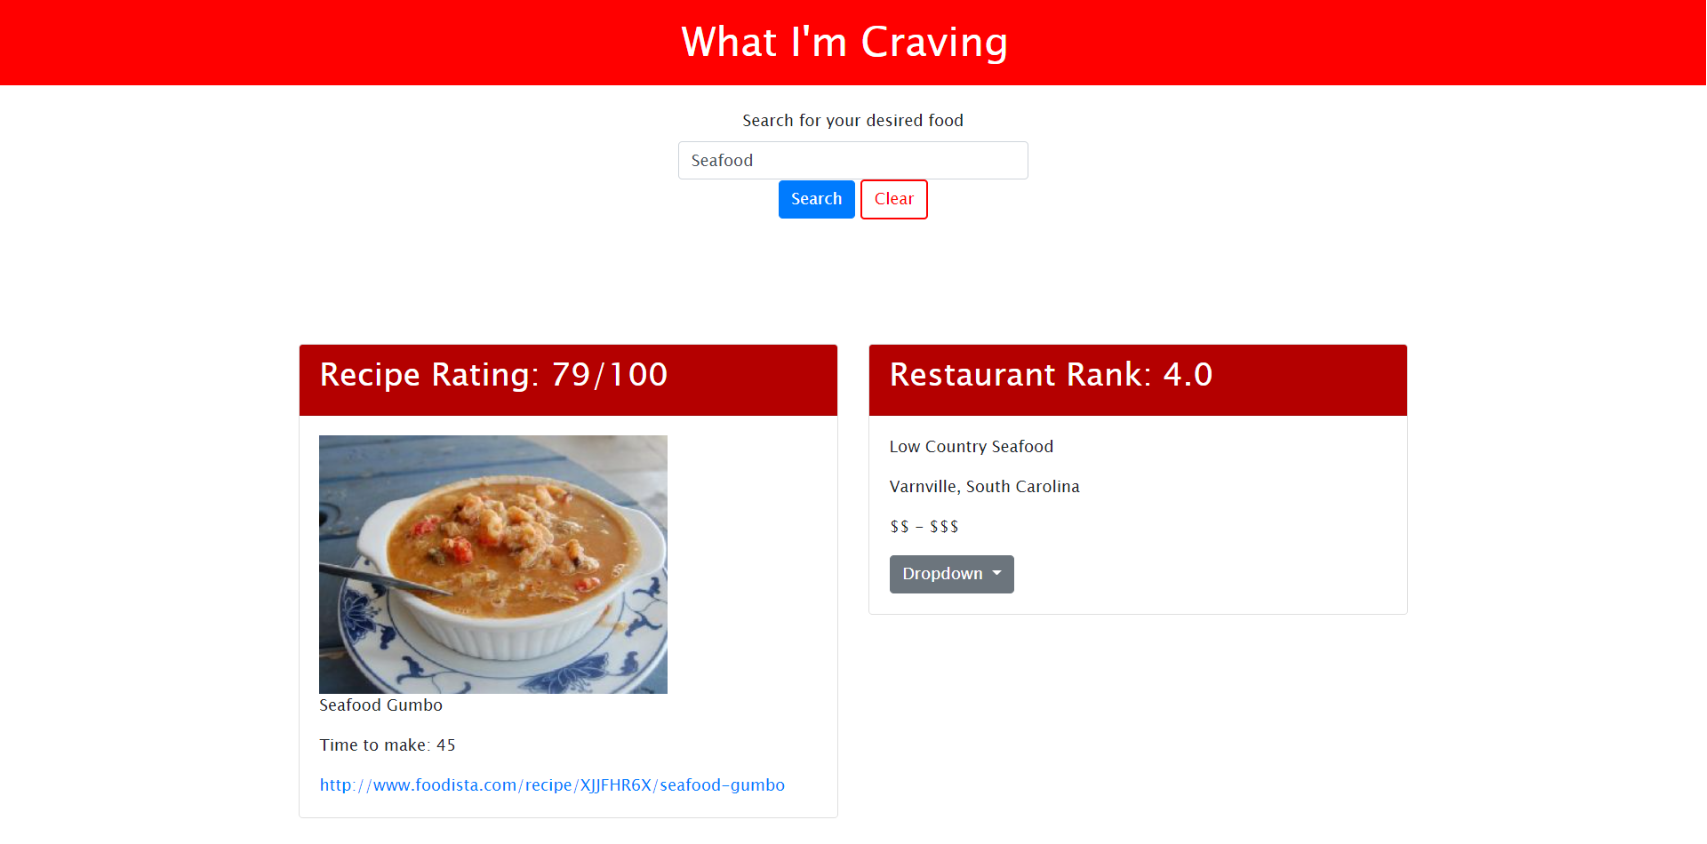 What I'm Craving
Search for your desired food
Seafood
Search Clear
Recipe Rating: 79/100
Seafood Gumbo
Time to make: 45
http://www.foodista.com/recipe/XJJFHR6X/seafood-gumbo
Restaurant Rank: 4.0
Low Country Seafood
Varnville, South Carolina
$$ - $$$
Dropdown